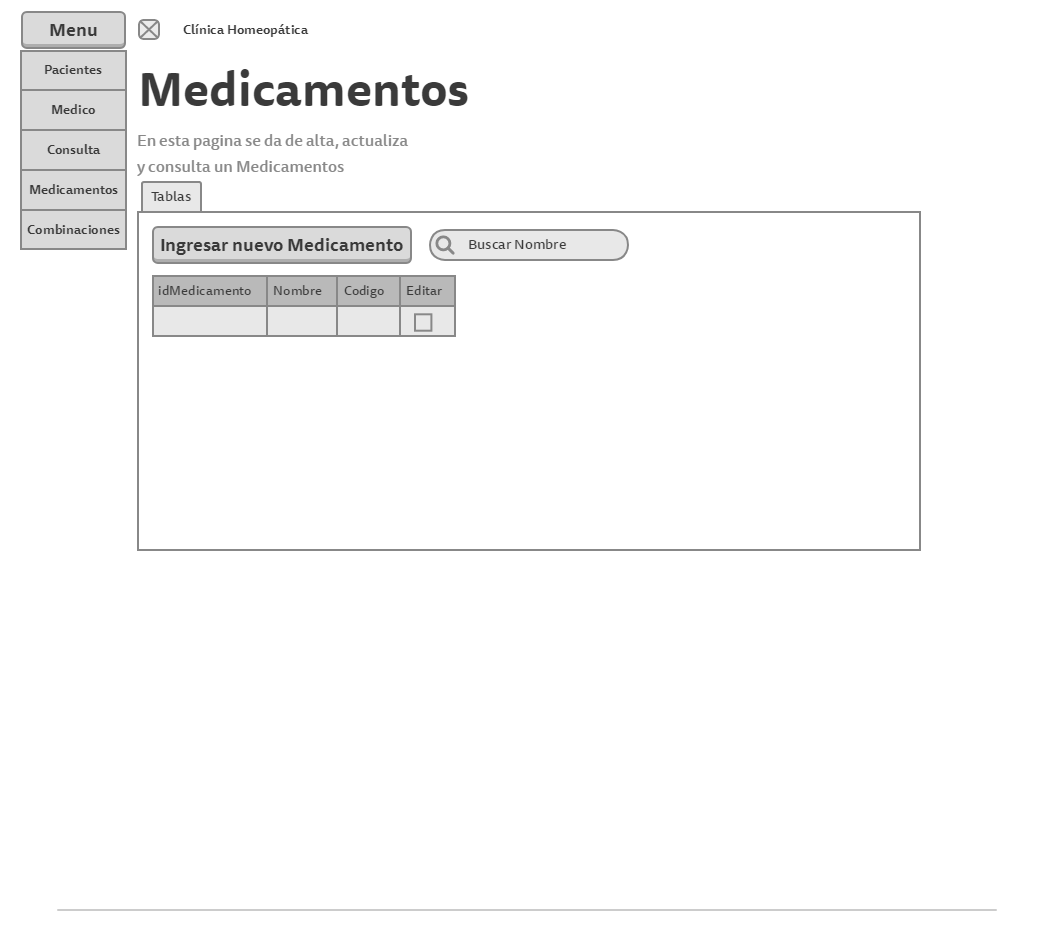 Menu
Clínica Homeopática
Pacientes
Medico
Consulta
Medicamentos
Combinaciones
Medicamentos
En esta pagina se da de alta, actualiza
y consulta un Medicamentos
Tablas
Ingresar nuevo Medicamento
Buscar Nombre
idMedicamento Nombre Codigo Editar